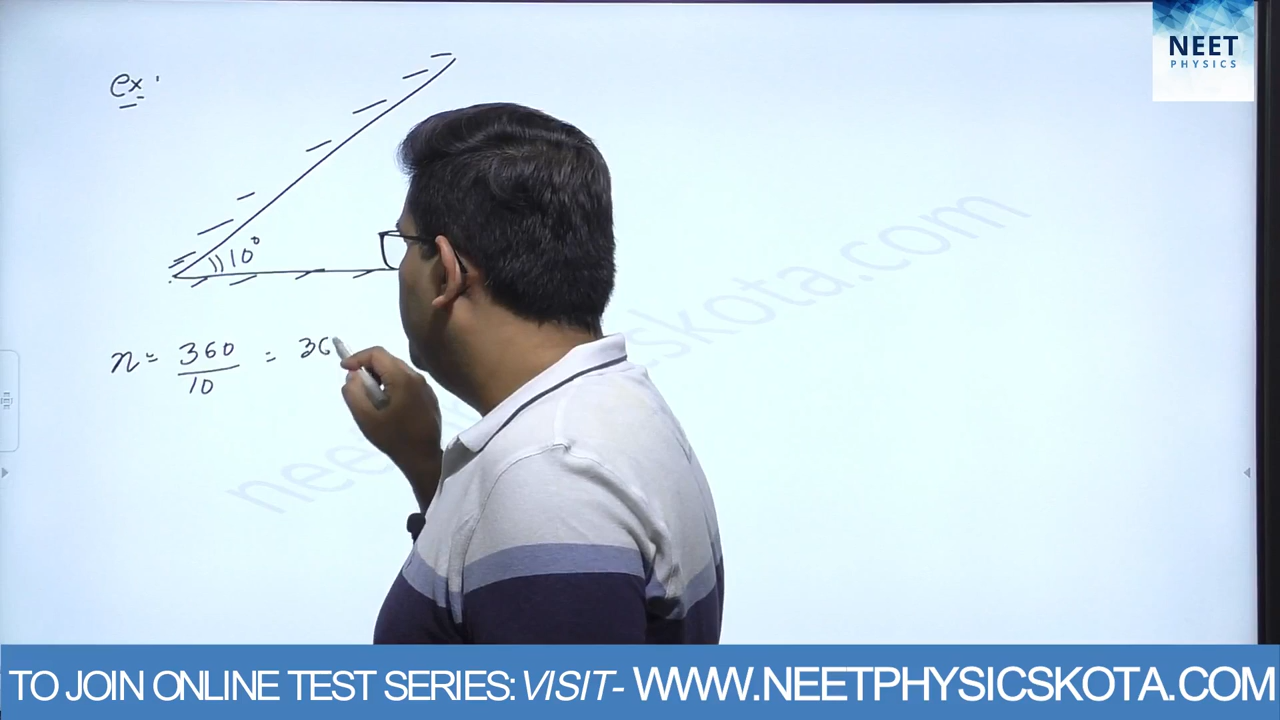 NEET
PHYSICS
ex.
10°
n = 360/10 = 36
neetphysicskota.com
TO JOIN ONLINE TEST SERIES: VISIT- WWW.NEETPHYSICSKOTA.COM